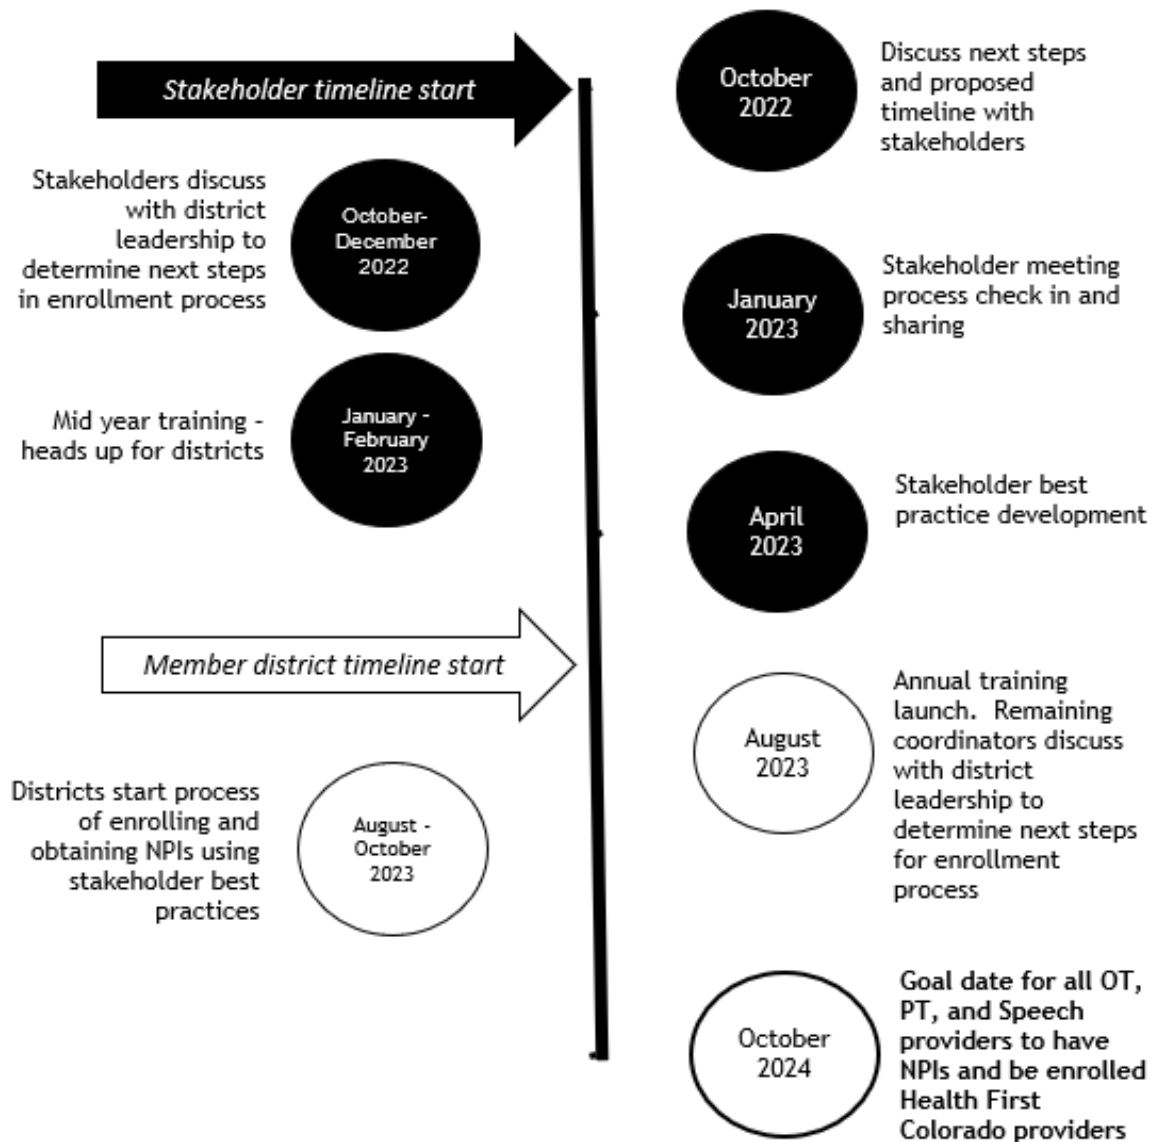 Stakeholder timeline start
October
2022
Discuss next steps
and proposed
timeline with
stakeholders
Stakeholders discuss
with district
leadership to
determine next steps
in enrollment process
October-
December
2022
January
2023
Stakeholder meeting
process check in and
sharing
Mid year training -
heads up for districts
January -
February
2023
April
2023
Stakeholder best
practice development
Member district timeline start
August
2023
Annual training
launch.  Remaining
coordinators discuss
with district
leadership to
determine next steps
for enrollment
process
Districts start process
of enrolling and
obtaining NPIs using
stakeholder best
practices
August -
October
2023
October
2024
Goal date for all OT,
PT, and Speech
providers to have
NPIs and be enrolled
Health First
Colorado providers